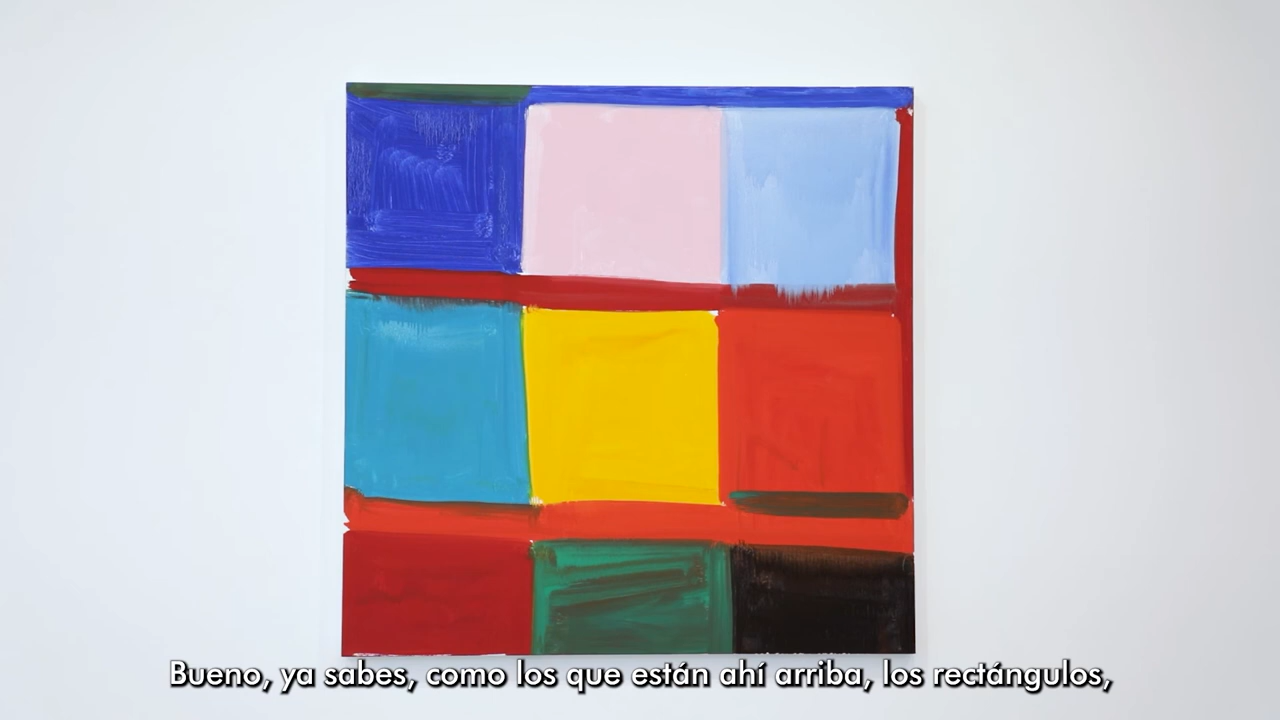 Bueno, ya sabes, como los que están ahí arriba, los rectángulos,